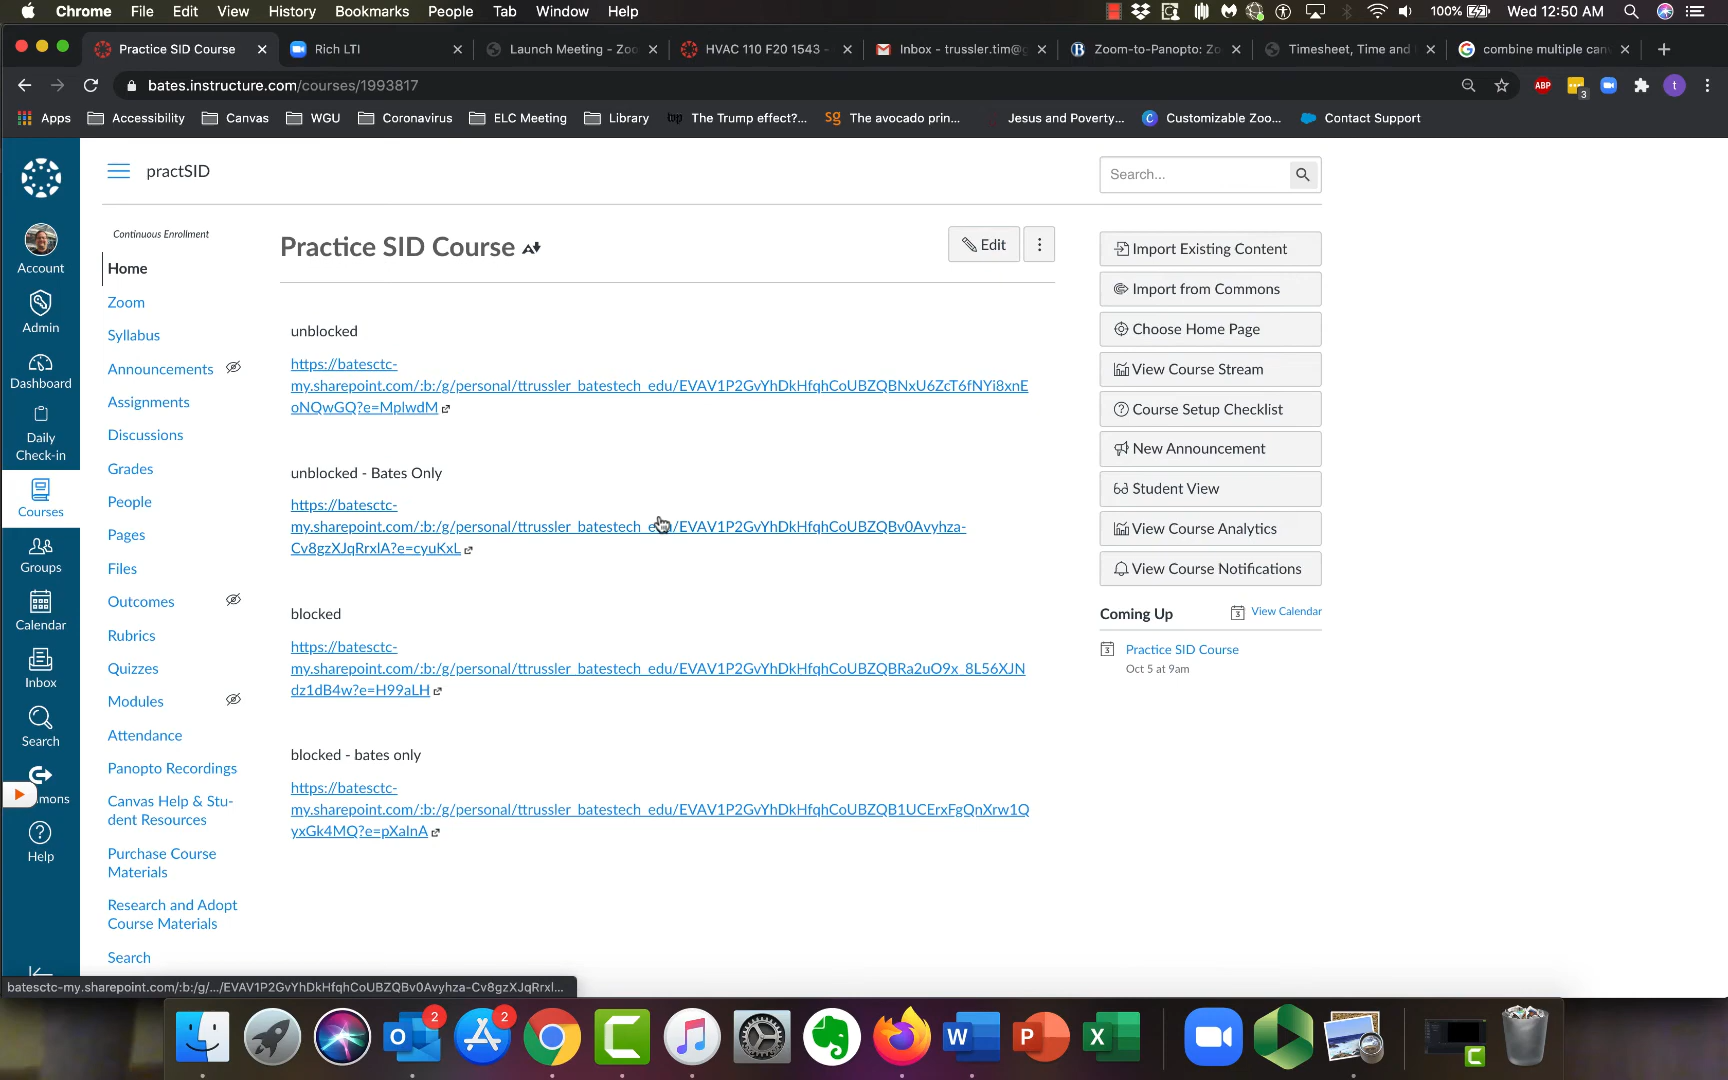 Chrome File Edit View History Bookmarks People Tab Window Help 100% Wed 12:50 AM
Practice SID Course Rich LTI Launch Meeting - Zoo HVAC 110 F20 1543 - Inbox - trussler.tim@g Zoom-to-Panopto: Zo Timesheet, Time and combine multiple can
bates.instructure.com/courses/1993817 ABP 3 t
Apps Accessibility Canvas WGU Coronavirus ELC Meeting Library The Trump effect?... sg The avocado prin... Jesus and Poverty... Customizable Zoo... Contact Support
practSID
Search...
Continuous Enrollment
Account
Admin
Dashboard
Daily
Check-in
Courses
Groups
Calendar
Inbox
Search
mmons
Help
Home
Zoom
Syllabus
Announcements
Assignments
Discussions
Grades
People
Pages
Files
Outcomes
Rubrics
Quizzes
Modules
Attendance
Panopto Recordings
Canvas Help & Stu-
dent Resources
Purchase Course
Materials
Research and Adopt
Course Materials
Search
Practice SID Course
Edit
unblocked
https://batesctc-
my.sharepoint.com/:b:/g/personal/ttrussler_batestech_edu/EVAV1P2GvYhDkHfqhCoUBZQBNxU6ZcT6fNYi8xnE
oNQwGQ?e=MplwdM
unblocked - Bates Only
https://batesctc-
my.sharepoint.com/:b:/g/personal/ttrussler_batestech_edu/EVAV1P2GvYhDkHfqhCoUBZQBv0Avyhza-
Cv8gzXJqRrxlA?e=cyuKxL
blocked
https://batesctc-
my.sharepoint.com/:b:/g/personal/ttrussler_batestech_edu/EVAV1P2GvYhDkHfqhCoUBZQBRa2uO9x_8L56XJN
dz1dB4w?e=H99aLH
blocked - bates only
https://batesctc-
my.sharepoint.com/:b:/g/personal/ttrussler_batestech_edu/EVAV1P2GvYhDkHfqhCoUBZQB1UCErxFgQnXrw1Q
yxGk4MQ?e=pXaInA
Import Existing Content
Import from Commons
Choose Home Page
View Course Stream
Course Setup Checklist
New Announcement
Student View
View Course Analytics
View Course Notifications
Coming Up View Calendar
Practice SID Course
Oct 5 at 9am
batesctc-my.sharepoint.com/:b:/g/.../EVAV1P2GvYhDkHfqhCoUBZQBv0Avyhza-Cv8gzXJqRrxl...
2 2 W P X